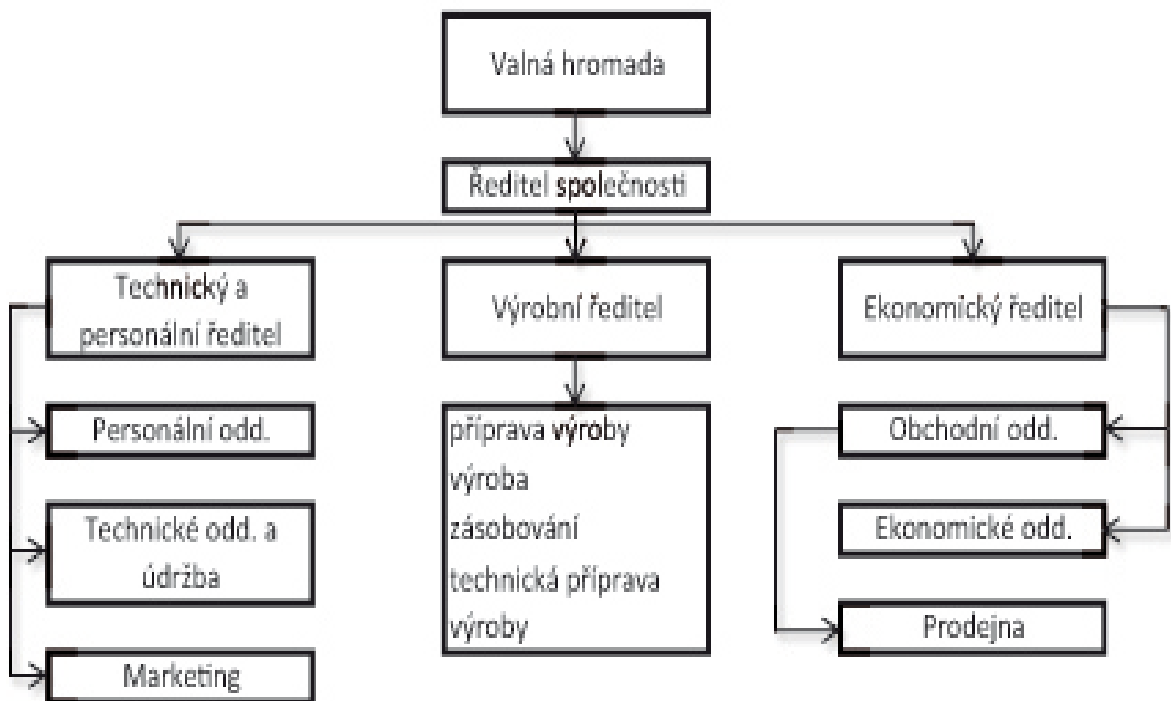 Valná hromada
Ředitel společnosti
Technický a
personální ředitel
Výrobní ředitel
Ekonomický ředitel
Personální odd.
Technické odd. a
údržba
Marketing
příprava výroby
výroba
zásobování
technická příprava
výroby
Obchodní odd.
Ekonomické odd.
Prodejna